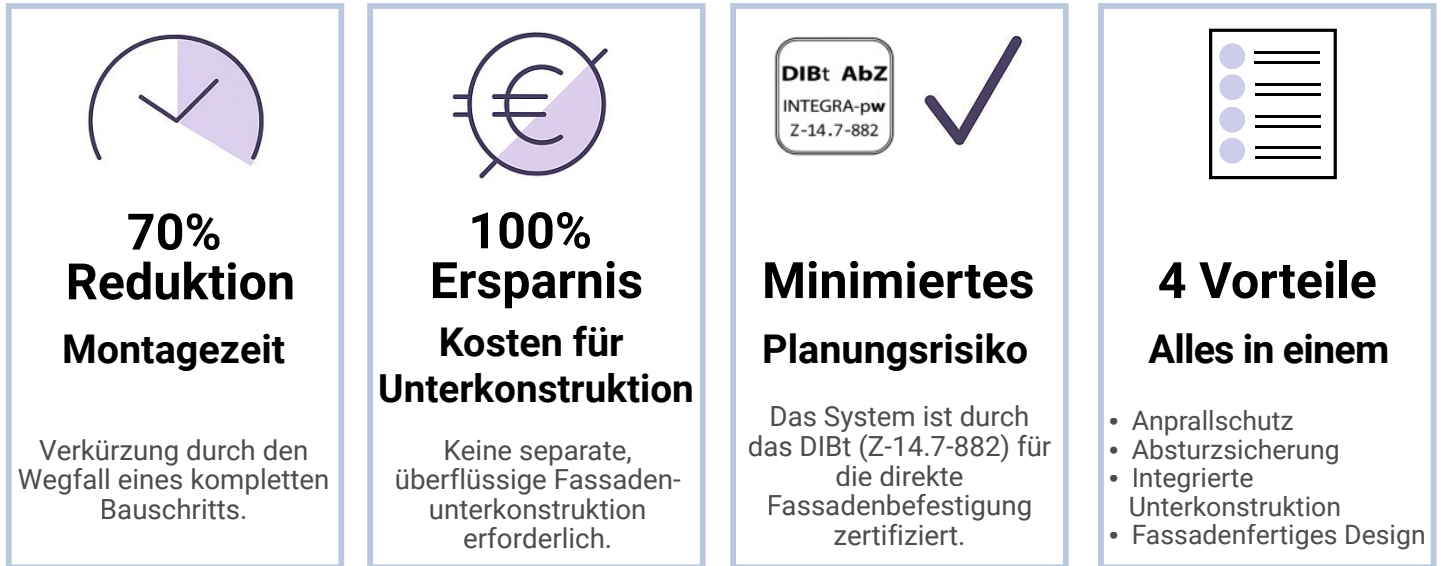 70%
Reduktion
Montagezeit
Verkürzung durch den
Wegfall eines kompletten
Bauschritts.
100%
Ersparnis
Kosten für
Unterkonstruktion
Keine separate,
überflüssige Fassaden-
unterkonstruktion
erforderlich.
DIBt AbZ
INTEGRA-pw
Z-14.7-882
Minimiertes
Planungsrisiko
Das System ist durch
das DIBt (Z-14.7-882) für
die direkte
Fassadenbefestigung
zertifiziert.
4 Vorteile
Alles in einem
• Anprallschutz
• Absturzsicherung
• Integrierte
Unterkonstruktion
• Fassadenfertiges Design